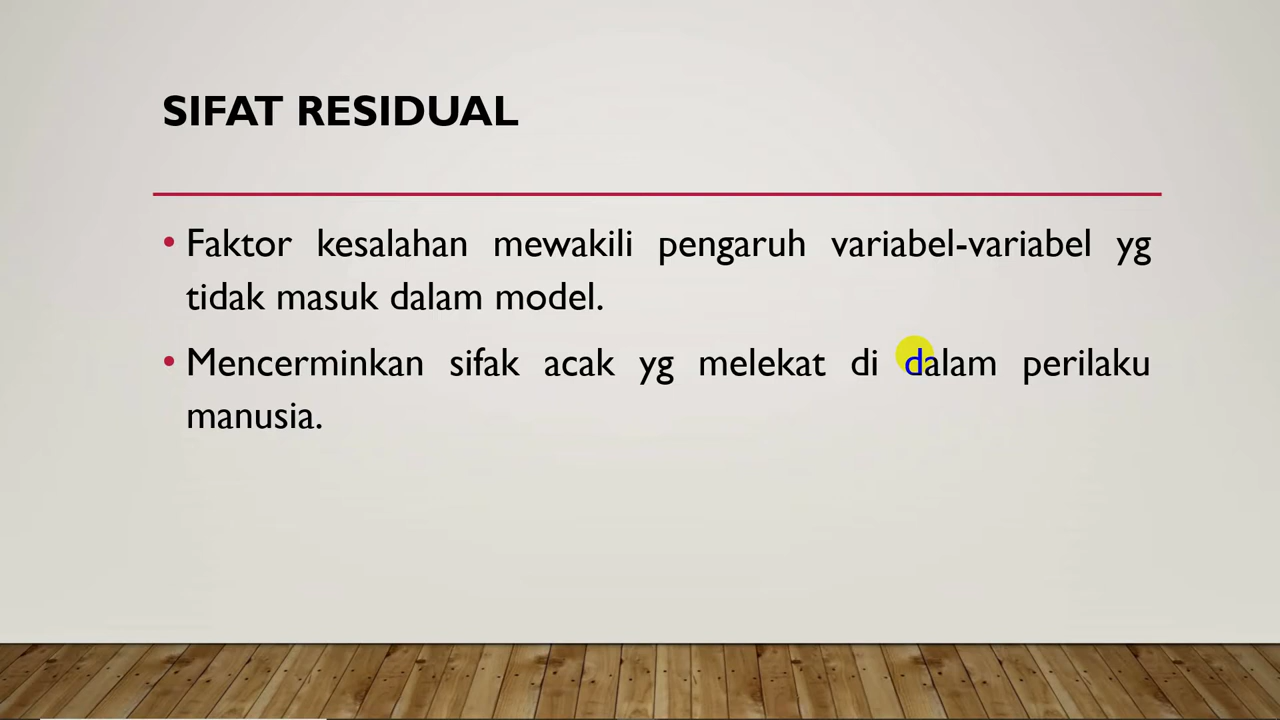 SIFAT RESIDUAL
• Faktor kesalahan mewakili pengaruh variabel-variabel yg
tidak masuk dalam model.
• Mencerminkan sifak acak yg melekat di dalam perilaku
manusia.